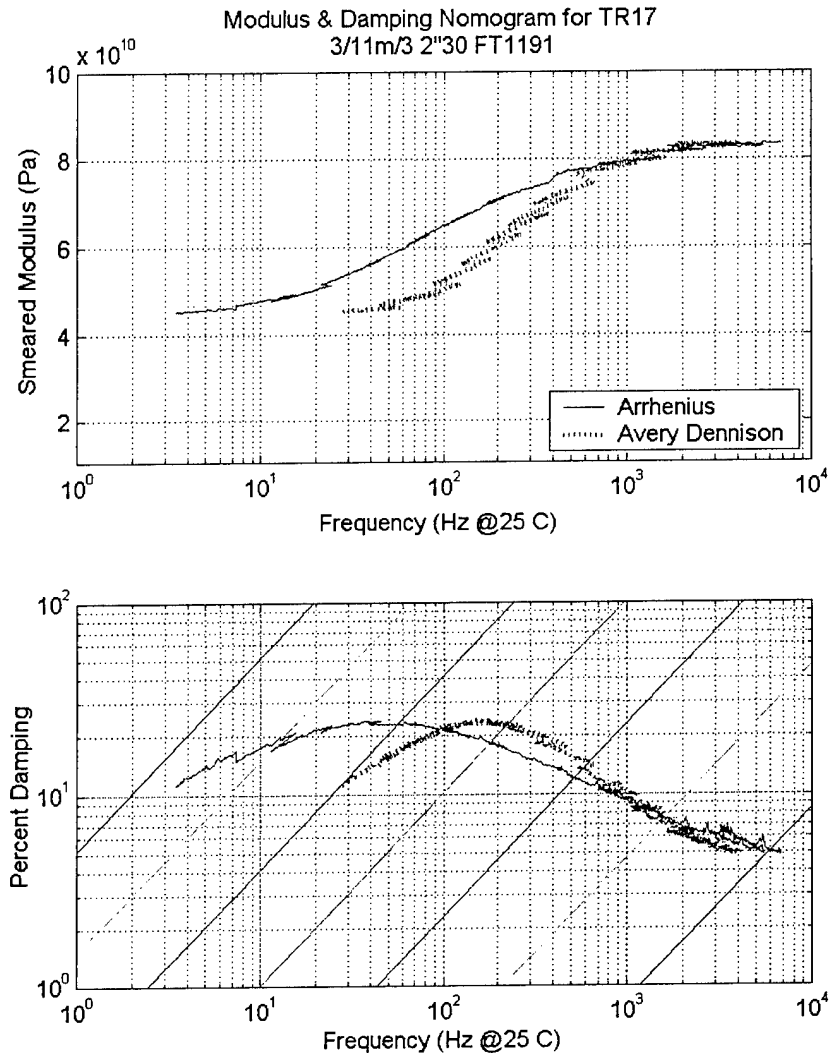 Modulus & Damping Nomogram for TR17
3/11m/3 2"30 FT1191
x 10^10
10
8
6
4
2
Smeared Modulus (Pa)
Arrhenius
Avery Dennison
10^0 10^1 10^2 10^3 10^4
Frequency (Hz @25 C)
10^2
10^1
10^0
Percent Damping
10^0 10^1 10^2 10^3 10^4
Frequency (Hz @25 C)